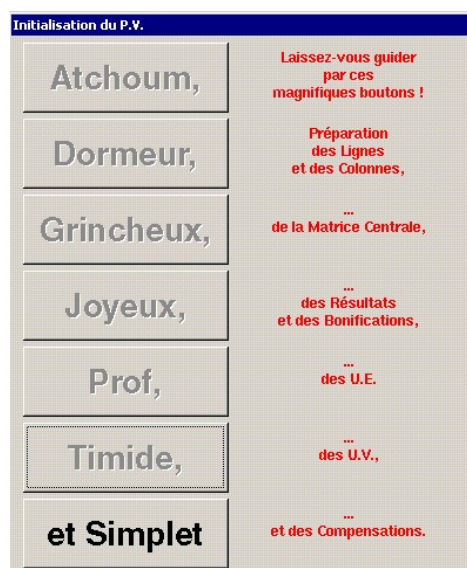 Initialisation du P.V.
Atchoum,
Laissez-vous guider
par ces
magnifiques boutons !
Dormeur,
Préparation
des Lignes
et des Colonnes,
Grincheux,
...
de la Matrice Centrale,
Joyeux,
...
des Résultats
et des Bonifications,
Prof,
...
des U.E.
Timide,
...
des U.V.,
et Simplet
...
et des Compensations.